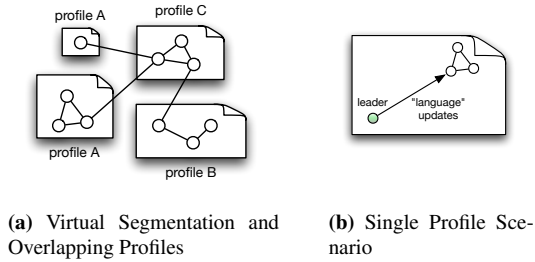 profile A
profile C
profile A
profile B
leader
"language"
updates
(a) Virtual Segmentation and
Overlapping Profiles
(b) Single Profile Sce-
nario